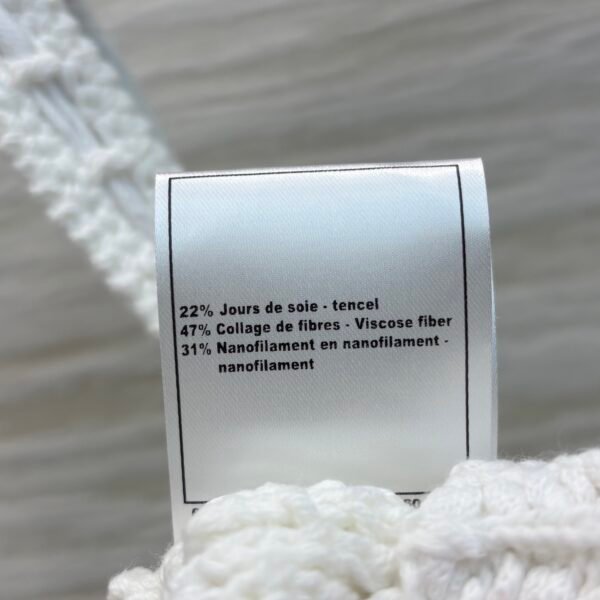 22% Jours de soie - tencel
47% Collage de fibres - Viscose fiber
31% Nanofilament en nanofilament -
nanofilament